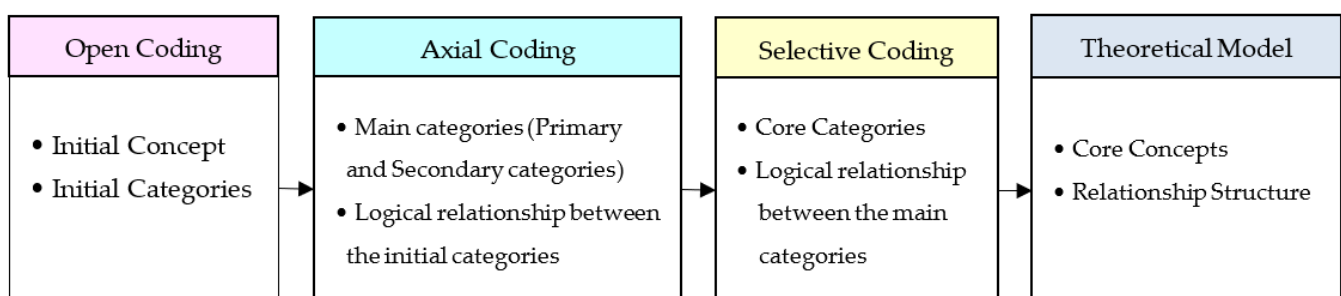 Open Coding
• Initial Concept
• Initial Categories
Axial Coding
• Main categories (Primary
and Secondary categories)
• Logical relationship between
the initial categories
Selective Coding
• Core Categories
• Logical relationship
between the main
categories
Theoretical Model
• Core Concepts
• Relationship Structure